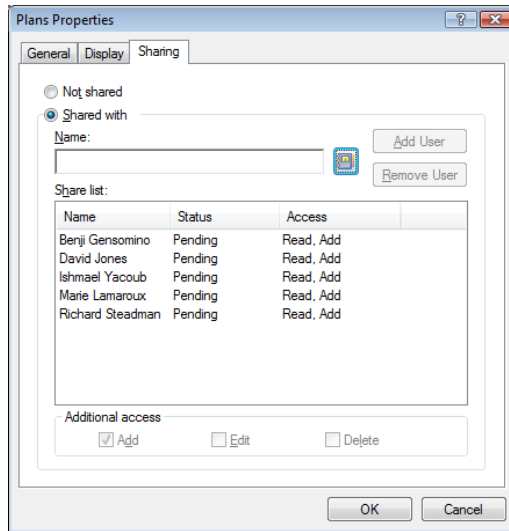 Plans Properties
General Display Sharing
Not shared
Shared with
Name:
Add User
Remove User
Share list:
Name Status Access
Benji Gensomino Pending Read, Add
David Jones Pending Read, Add
Ishmael Yacoub Pending Read, Add
Marie Lamaroux Pending Read, Add
Richard Steadman Pending Read, Add
Additional access
Add Edit Delete
OK Cancel